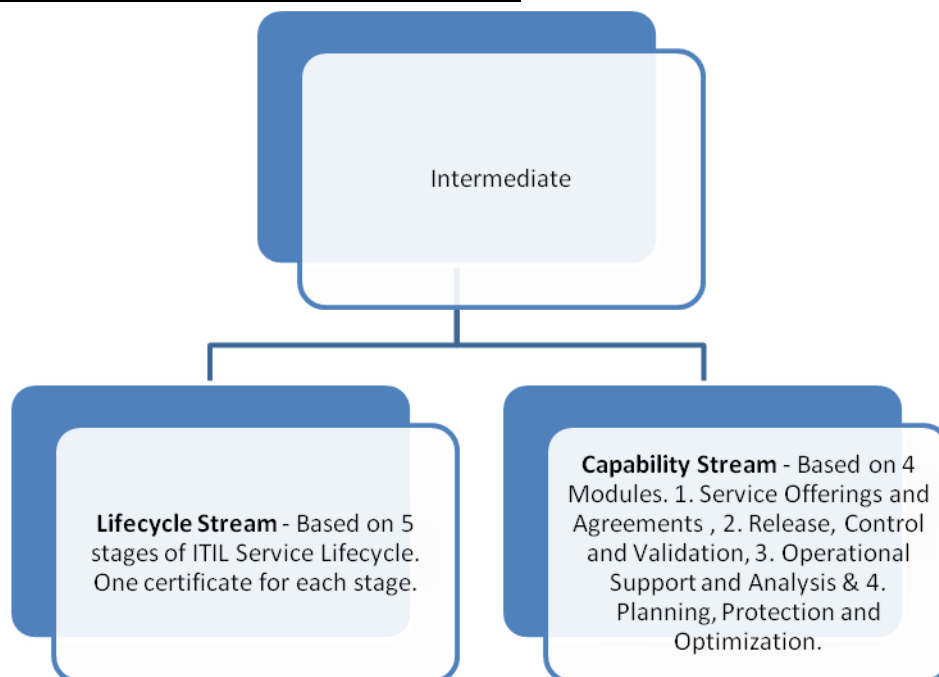 Intermediate
Lifecycle Stream - Based on 5
stages of ITIL Service Lifecycle.
One certificate for each stage.
Capability Stream - Based on 4
Modules. 1. Service Offerings and
Agreements , 2. Release, Control
and Validation, 3. Operational
Support and Analysis & 4.
Planning, Protection and
Optimization.